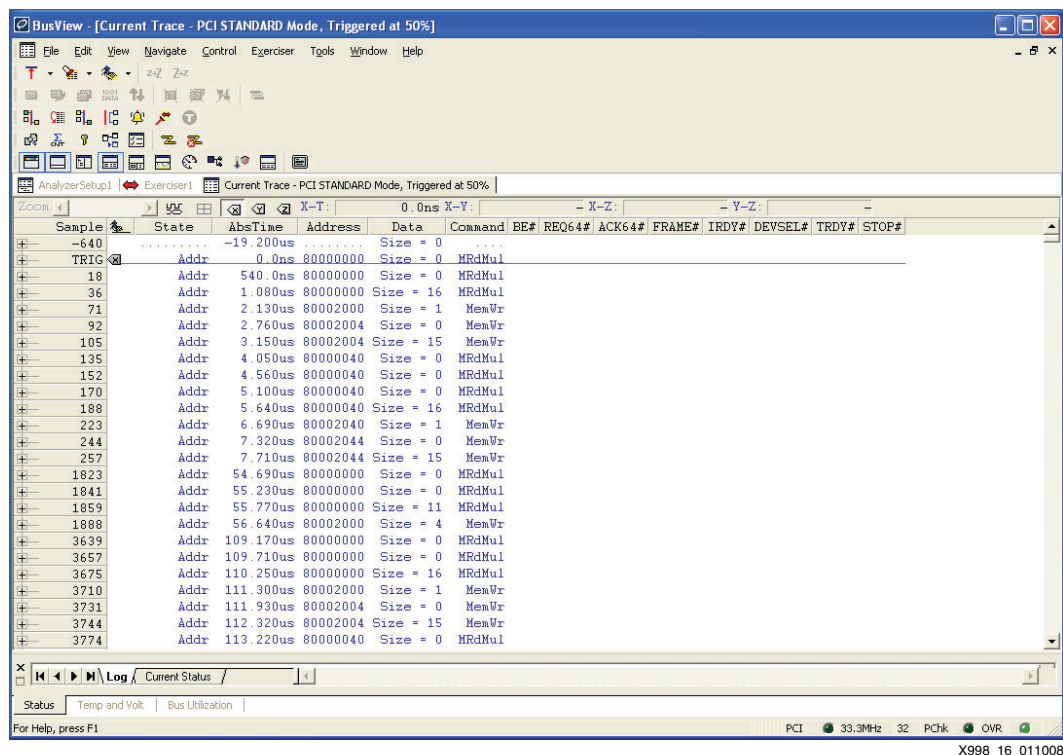 BusView - [Current Trace - PCI STANDARD Mode, Triggered at 50%]
File Edit View Navigate Control Exerciser Tools Window Help
AnalyzerSetup1 Exerciser1 Current Trace - PCI STANDARD Mode, Triggered at 50%
Zoom X-T: 0.0ns X-Y: - X-Z: - Y-Z: -
Sample State AbsTime Address Data Command BE# REQ64# ACK64# FRAME# IRDY# DEVSEL# TRDY# STOP#
-640 ......... -19.200us ........ Size = 0 ....
TRIG Addr 0.0ns 80000000 Size = 0 MRdMul
18 Addr 540.0ns 80000000 Size = 0 MRdMul
36 Addr 1.080us 80000000 Size = 16 MRdMul
71 Addr 2.130us 80002000 Size = 1 MemWr
92 Addr 2.760us 80002004 Size = 0 MemWr
105 Addr 3.150us 80002004 Size = 15 MemWr
135 Addr 4.050us 80000040 Size = 0 MRdMul
152 Addr 4.560us 80000040 Size = 0 MRdMul
170 Addr 5.100us 80000040 Size = 0 MRdMul
188 Addr 5.640us 80000040 Size = 16 MRdMul
223 Addr 6.690us 80002040 Size = 1 MemWr
244 Addr 7.320us 80002044 Size = 0 MemWr
257 Addr 7.710us 80002044 Size = 15 MemWr
1823 Addr 54.690us 80000000 Size = 0 MRdMul
1841 Addr 55.230us 80000000 Size = 0 MRdMul
1859 Addr 55.770us 80000000 Size = 11 MRdMul
1888 Addr 56.640us 80002000 Size = 4 MemWr
3639 Addr 109.170us 80000000 Size = 0 MRdMul
3657 Addr 109.710us 80000000 Size = 0 MRdMul
3675 Addr 110.250us 80000000 Size = 16 MRdMul
3710 Addr 111.300us 80002000 Size = 1 MemWr
3731 Addr 111.930us 80002004 Size = 0 MemWr
3744 Addr 112.320us 80002004 Size = 15 MemWr
3774 Addr 113.220us 80000040 Size = 0 MRdMul
Log Current Status
Status Temp and Volt Bus Utilization
For Help, press F1 PCI 33.3MHz 32 PChk OVR
X998_16_011008